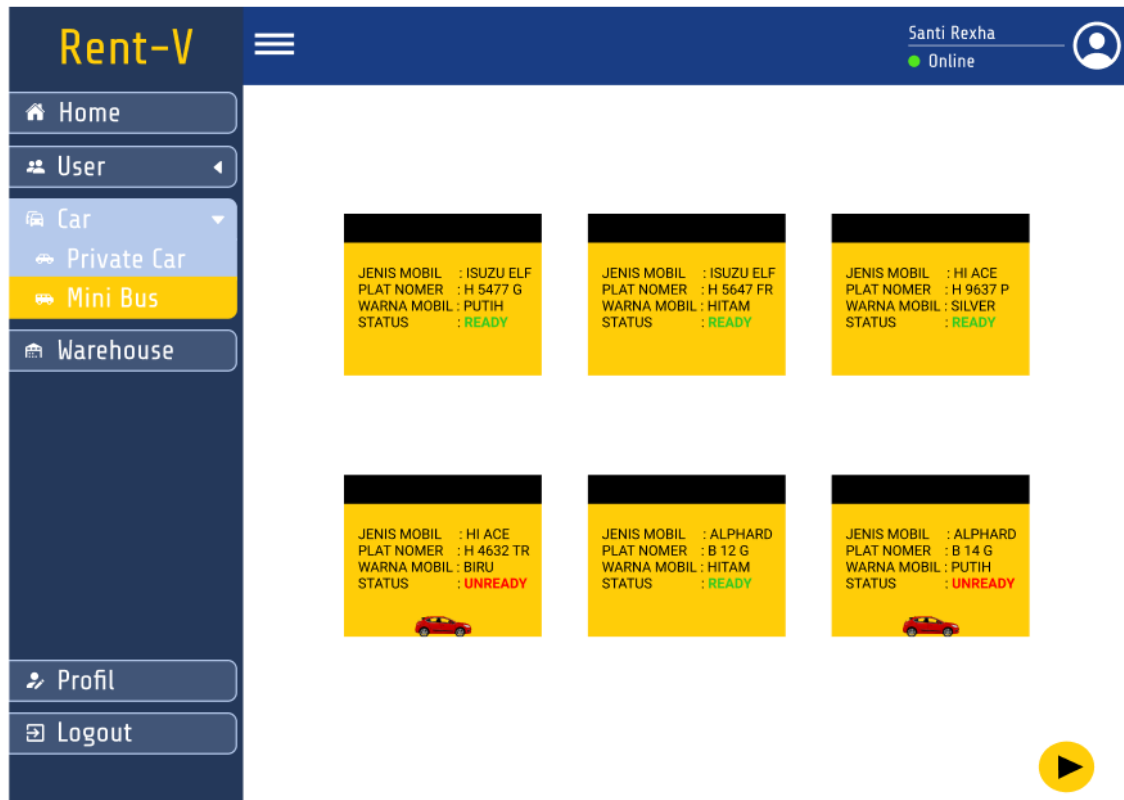 Rent-V
Santi Rexha
Online
Home
User
Car
Private Car
Mini Bus
Warehouse
Profil
Logout
JENIS MOBIL : ISUZU ELF
PLAT NOMER : H 5477 G
WARNA MOBIL : PUTIH
STATUS : READY
JENIS MOBIL : ISUZU ELF
PLAT NOMER : H 5647 FR
WARNA MOBIL : HITAM
STATUS : READY
JENIS MOBIL : HI ACE
PLAT NOMER : H 9637 P
WARNA MOBIL : SILVER
STATUS : READY
JENIS MOBIL : HI ACE
PLAT NOMER : H 4632 TR
WARNA MOBIL : BIRU
STATUS : UNREADY
JENIS MOBIL : ALPHARD
PLAT NOMER : B 12 G
WARNA MOBIL : HITAM
STATUS : READY
JENIS MOBIL : ALPHARD
PLAT NOMER : B 14 G
WARNA MOBIL : PUTIH
STATUS : UNREADY